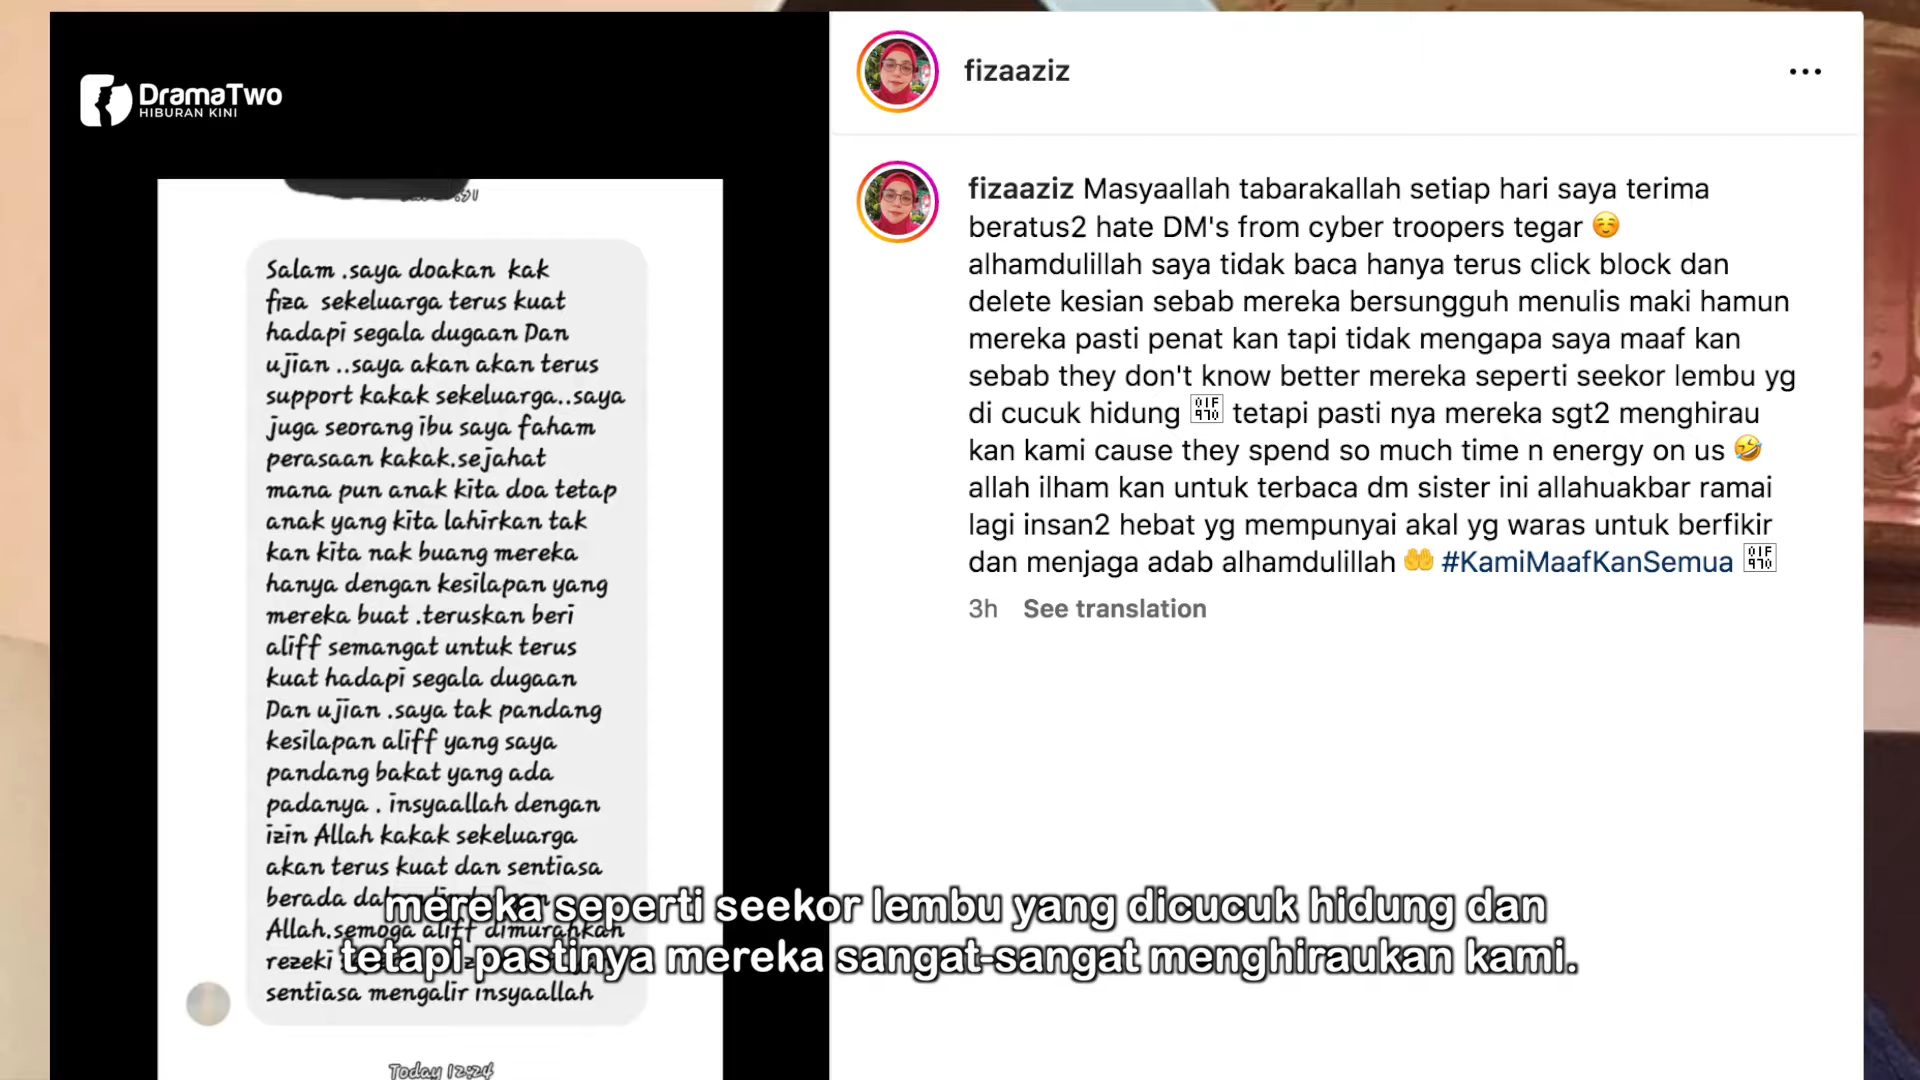 DramaTwo
HIBURAN KINI
Salam .saya doakan kak
fiza sekeluarga terus kuat
hadapi segala dugaan Dan
ujian ..saya akan akan terus
support kakak sekeluarga..saya
juga seorang ibu saya faham
perasaan kakak.sejahat
mana pun anak kita doa tetap
anak yang kita lahirkan tak
kan kita nak buang mereka
hanya dengan kesilapan yang
mereka buat .teruskan beri
aliff semangat untuk terus
kuat hadapi segala dugaan
Dan ujian .saya tak pandang
kesilapan aliff yang saya
pandang bakat yang ada
padanya . insyaallah dengan
izin Allah kakak sekeluarga
akan terus kuat dan sentiasa
berada
Allah.semoga aliff dimurahkan
rezeki
sentiasa mengalir insyaallah
Today 12:24
fizaaziz
fizaaziz Masyaallah tabarakallah setiap hari saya terima
beratus2 hate DM's from cyber troopers tegar ☺️
alhamdulillah saya tidak baca hanya terus click block dan
delete kesian sebab mereka bersungguh menulis maki hamun
mereka pasti penat kan tapi tidak mengapa saya maaf kan
sebab they don't know better mereka seperti seekor lembu yg
di cucuk hidung tetapi pasti nya mereka sgt2 menghirau
kan kami cause they spend so much time n energy on us 🤣
allah ilham kan untuk terbaca dm sister ini allahuakbar ramai
lagi insan2 hebat yg mempunyai akal yg waras untuk berfikir
dan menjaga adab alhamdulillah 🤲 #KamiMaafKanSemua
3h See translation
mereka seperti seekor lembu yang dicucuk hidung dan
tetapi pastinya mereka sangat-sangat menghiraukan kami.